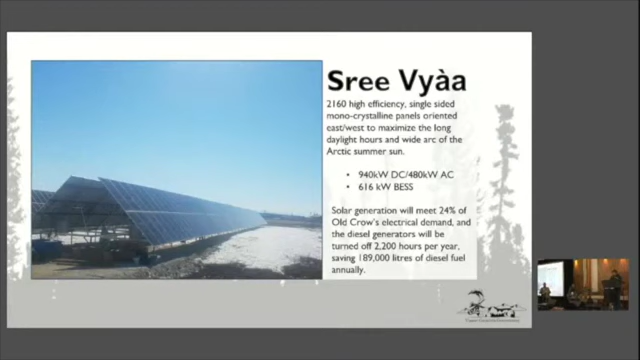 Sree Vyàa
2160 high efficiency, single sided
mono-crystalline panels oriented
east/west to maximize the long
daylight hours and wide arc of the
Arctic summer sun.
• 940kW DC/480kW AC
• 616 kW BESS
Solar generation will meet 24% of
Old Crow's electrical demand, and
the diesel generators will be
turned off 2,200 hours per year,
saving 189,000 litres of diesel fuel
annually.